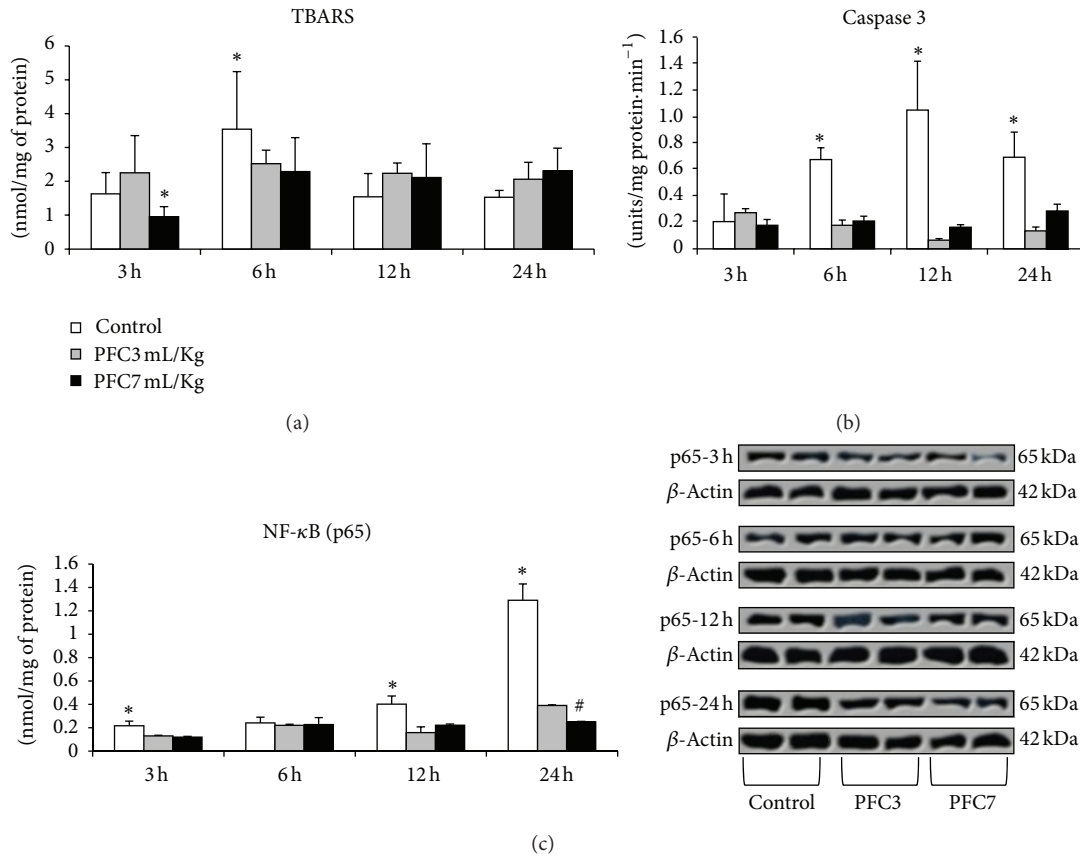 TBARS
(nmol/mg of protein)
6
5
4
3
2
1
0
*
*
3 h 6 h 12 h 24 h
Control
PFC3 mL/Kg
PFC7 mL/Kg
(a)
Caspase 3
(units/mg protein·min⁻¹)
1.6
1.4
1.2
1.0
0.8
0.6
0.4
0.2
0
*
*
*
3 h 6 h 12 h 24 h
(b)
NF-κB (p65)
(nmol/mg of protein)
1.6
1.4
1.2
1
0.8
0.6
0.4
0.2
0
*
*
*
#
3 h 6 h 12 h 24 h
p65-3 h 65 kDa
β-Actin 42 kDa
p65-6 h 65 kDa
β-Actin 42 kDa
p65-12 h 65 kDa
β-Actin 42 kDa
p65-24 h 65 kDa
β-Actin 42 kDa
Control PFC3 PFC7
(c)